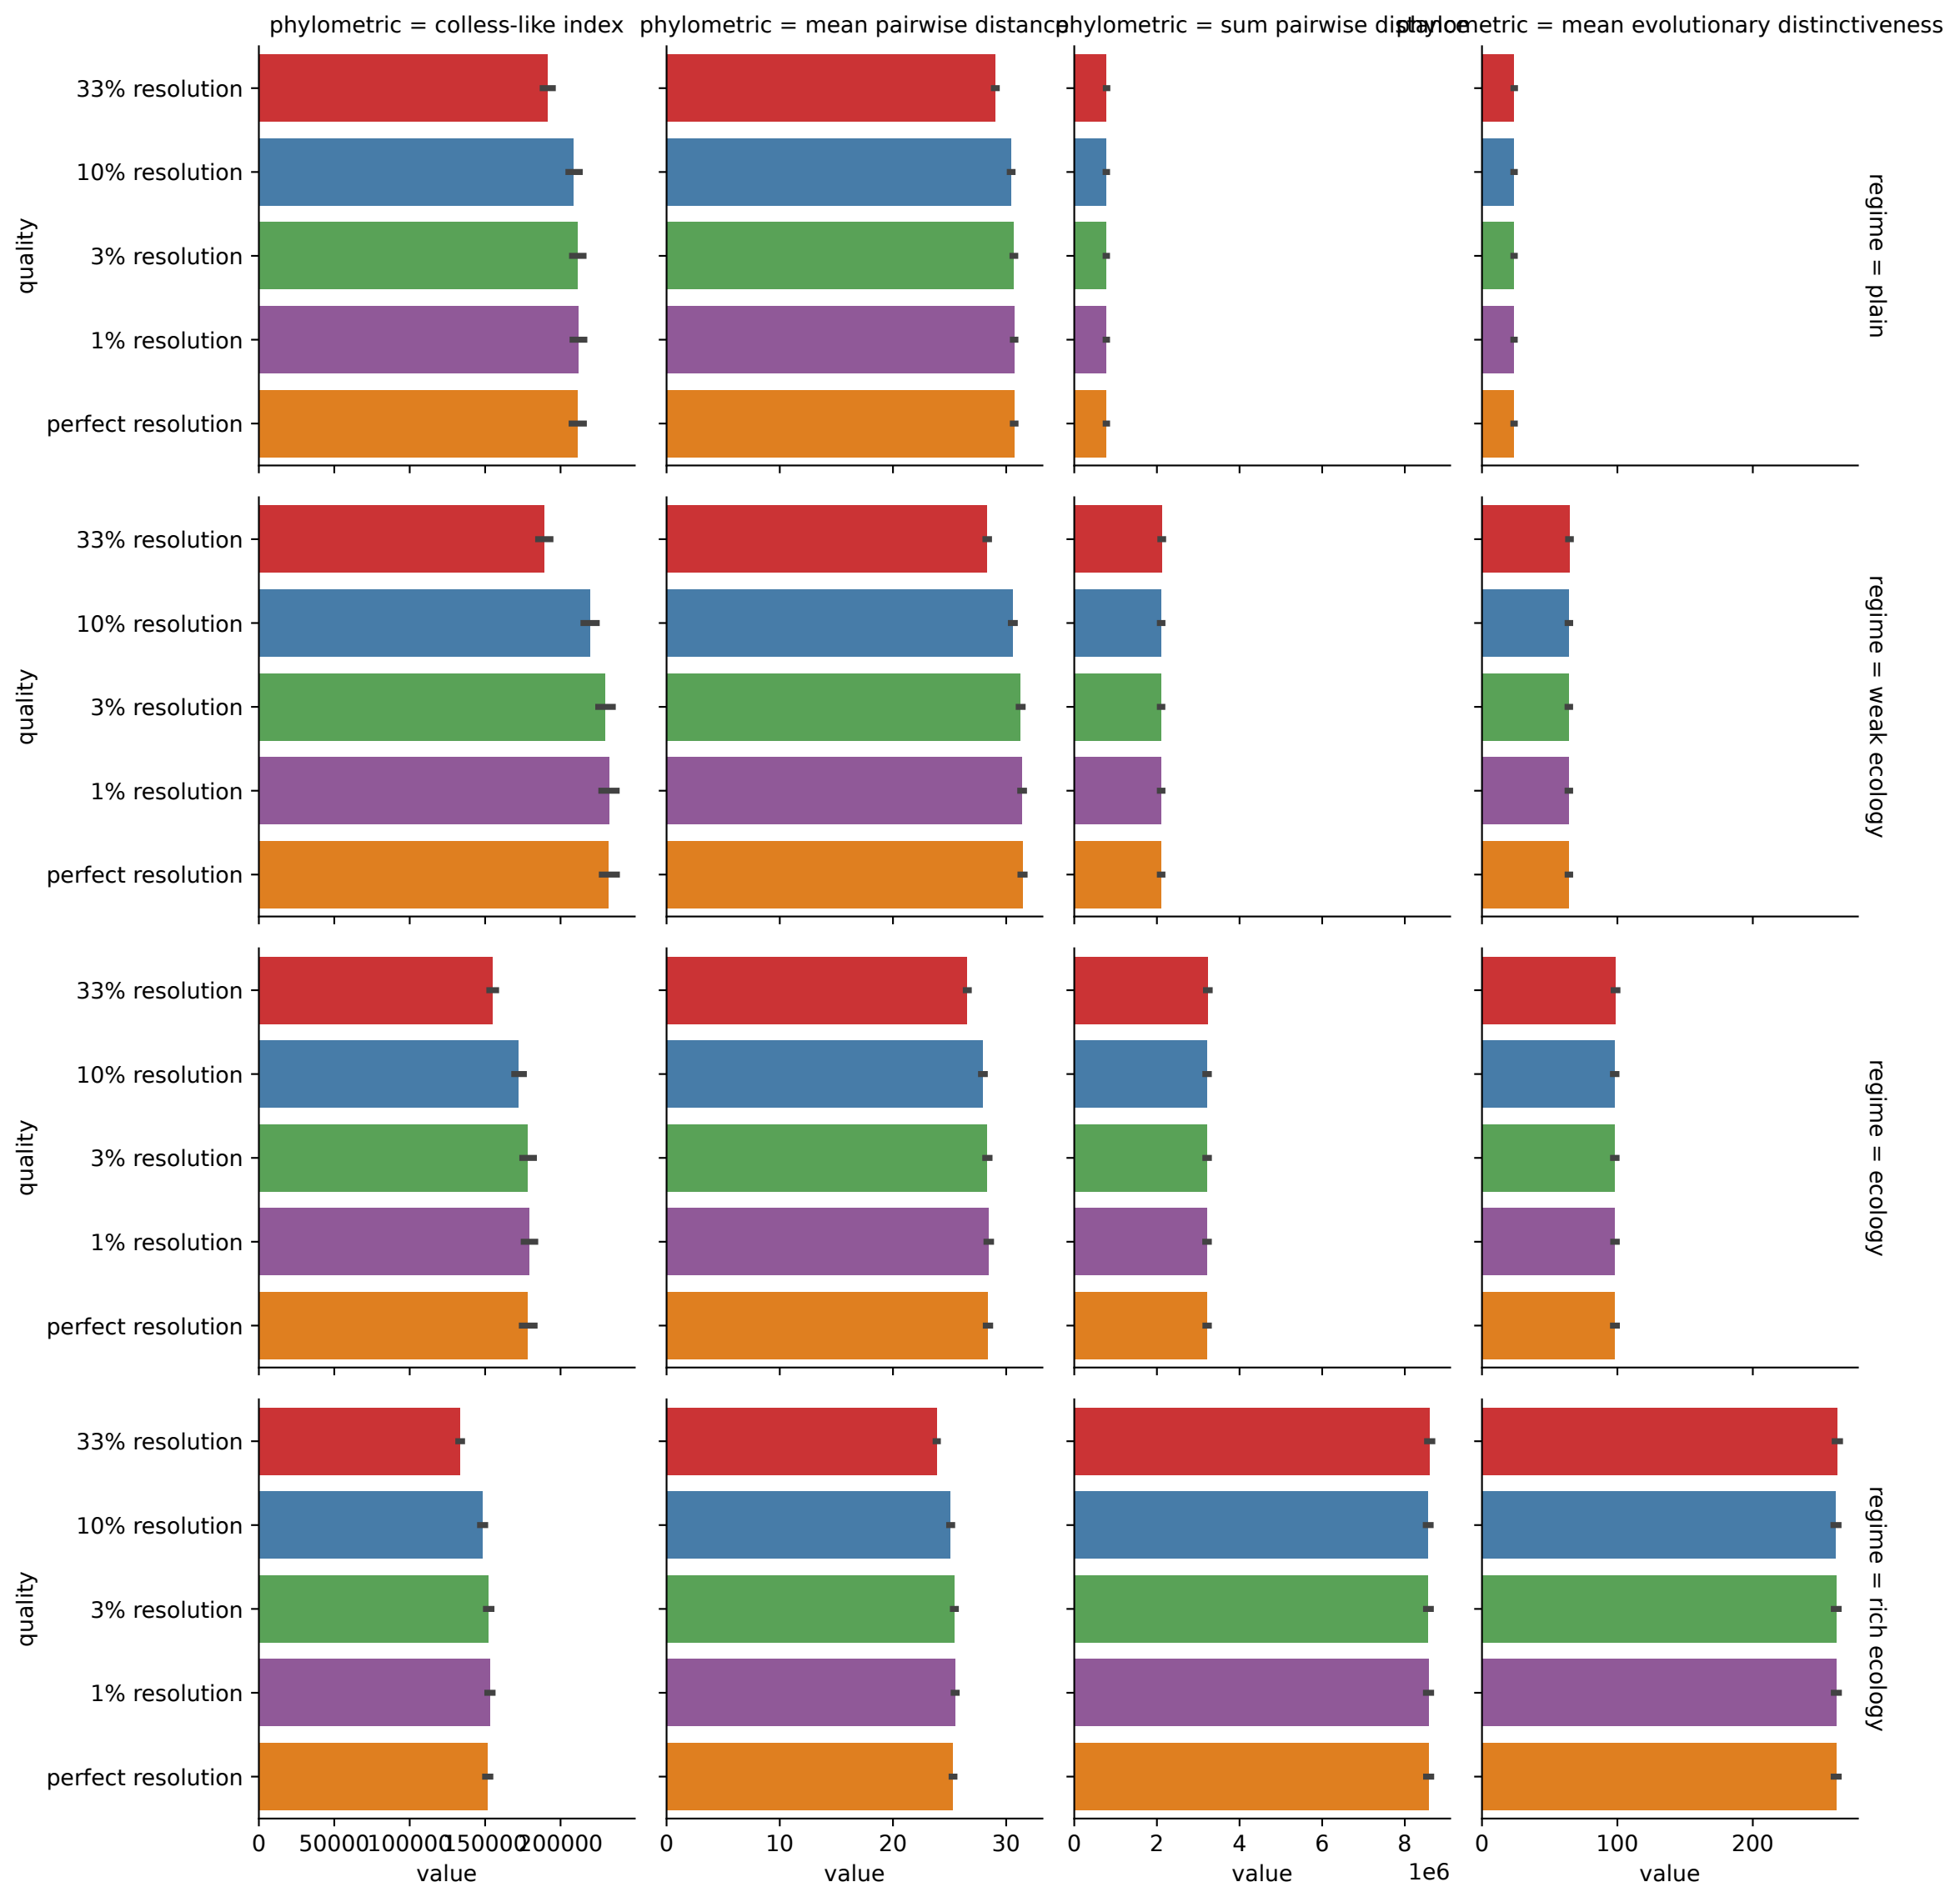 phylometric = colless-like index
phylometric = mean pairwise distance
phylometric = sum pairwise distance
phylometric = mean evolutionary distinctiveness
quality
33% resolution
10% resolution
3% resolution
1% resolution
perfect resolution
regime = plain
quality
33% resolution
10% resolution
3% resolution
1% resolution
perfect resolution
regime = weak ecology
quality
33% resolution
10% resolution
3% resolution
1% resolution
perfect resolution
regime = ecology
quality
33% resolution
10% resolution
3% resolution
1% resolution
perfect resolution
regime = rich ecology
0 50000 100000 150000 200000
value
0 10 20 30
value
0 2 4 6 8
1e6
value
0 100 200
value